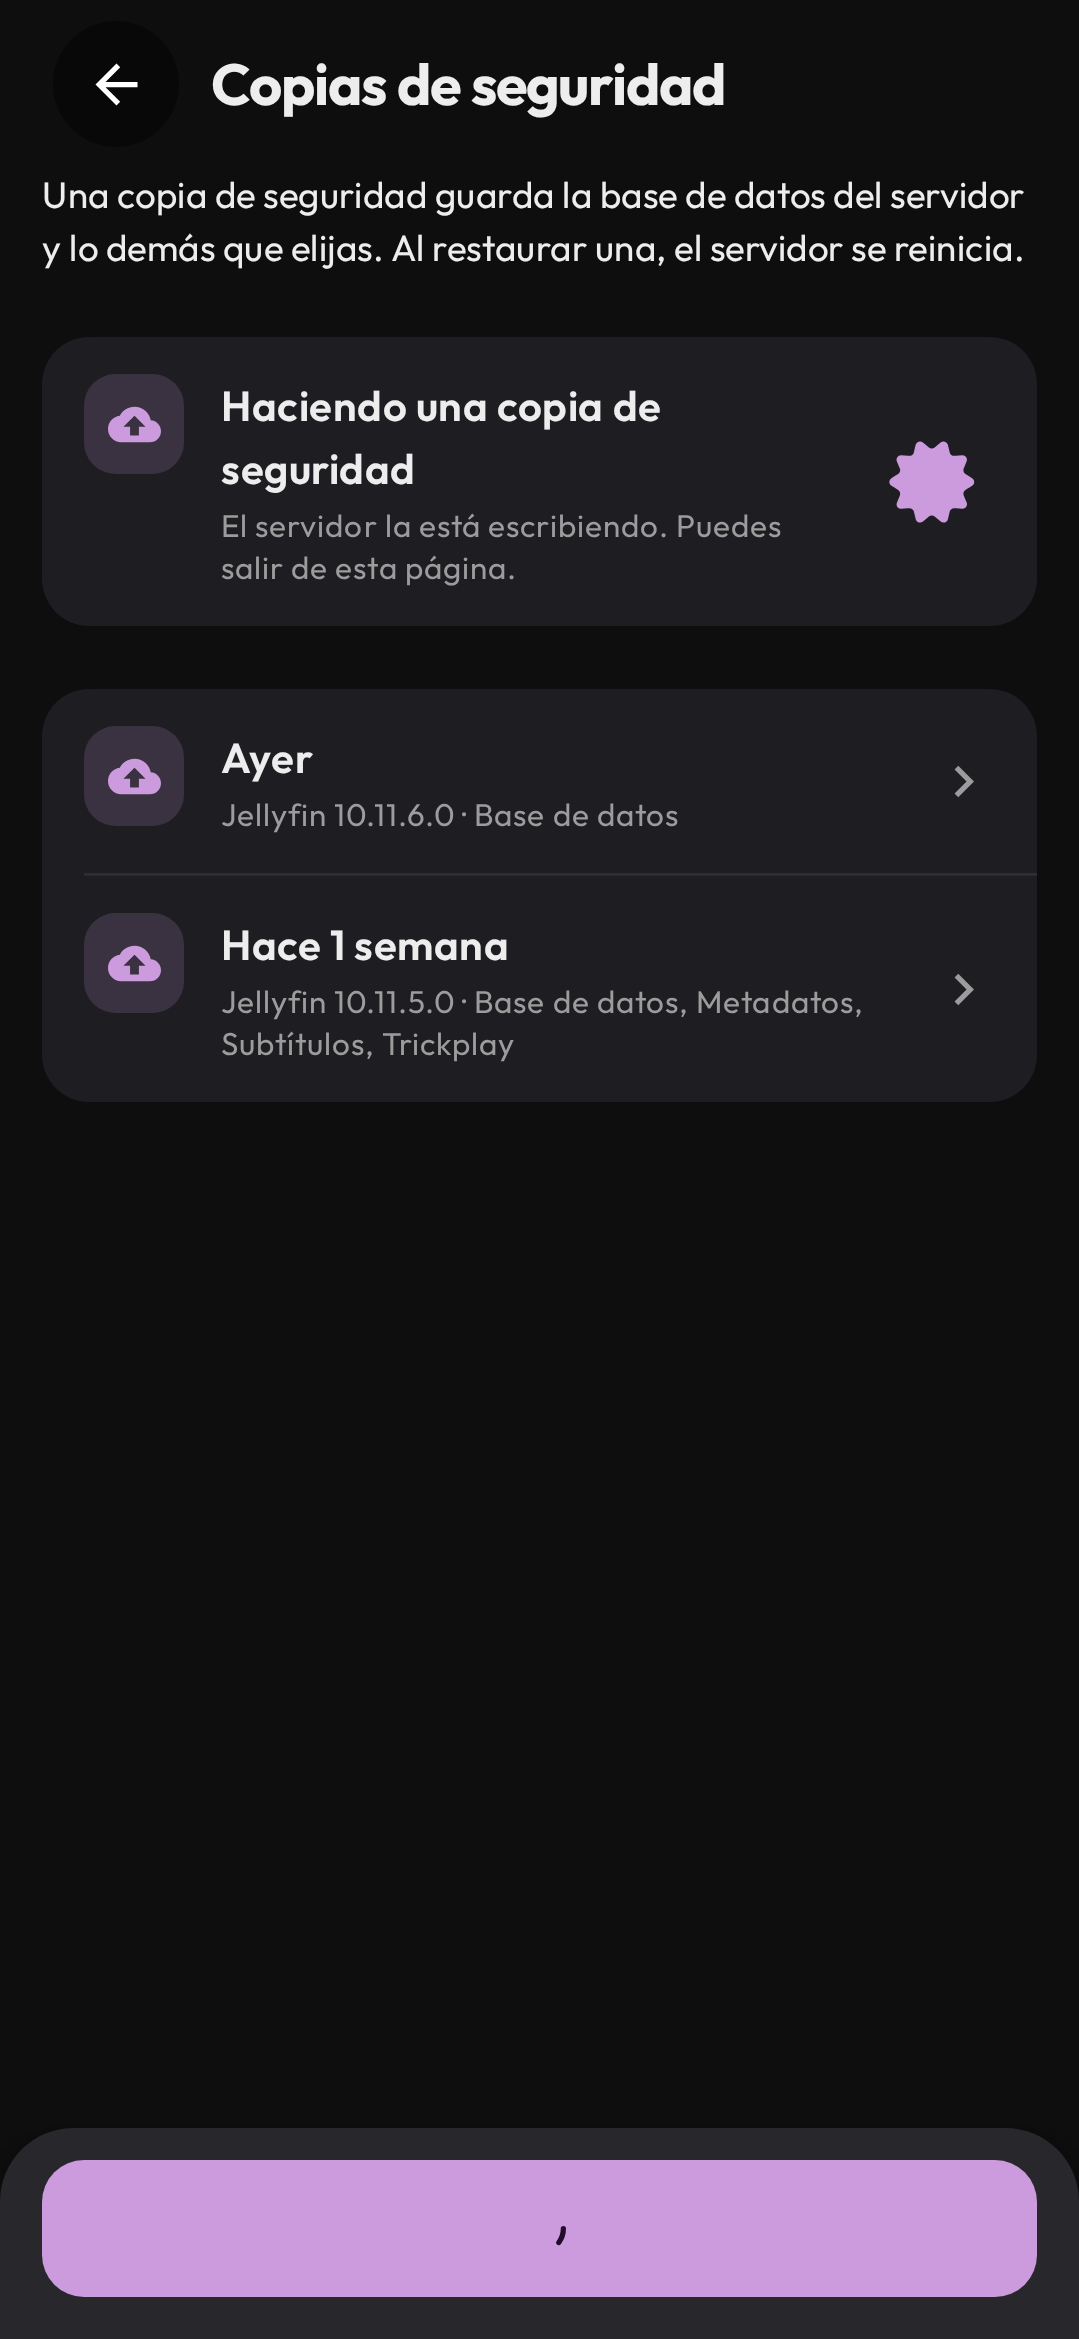 Copias de seguridad
Una copia de seguridad guarda la base de datos del servidor
y lo demás que elijas. Al restaurar una, el servidor se reinicia.
Haciendo una copia de
seguridad
El servidor la está escribiendo. Puedes
salir de esta página.
Ayer
Jellyfin 10.11.6.0 · Base de datos
Hace 1 semana
Jellyfin 10.11.5.0 · Base de datos, Metadatos,
Subtítulos, Trickplay